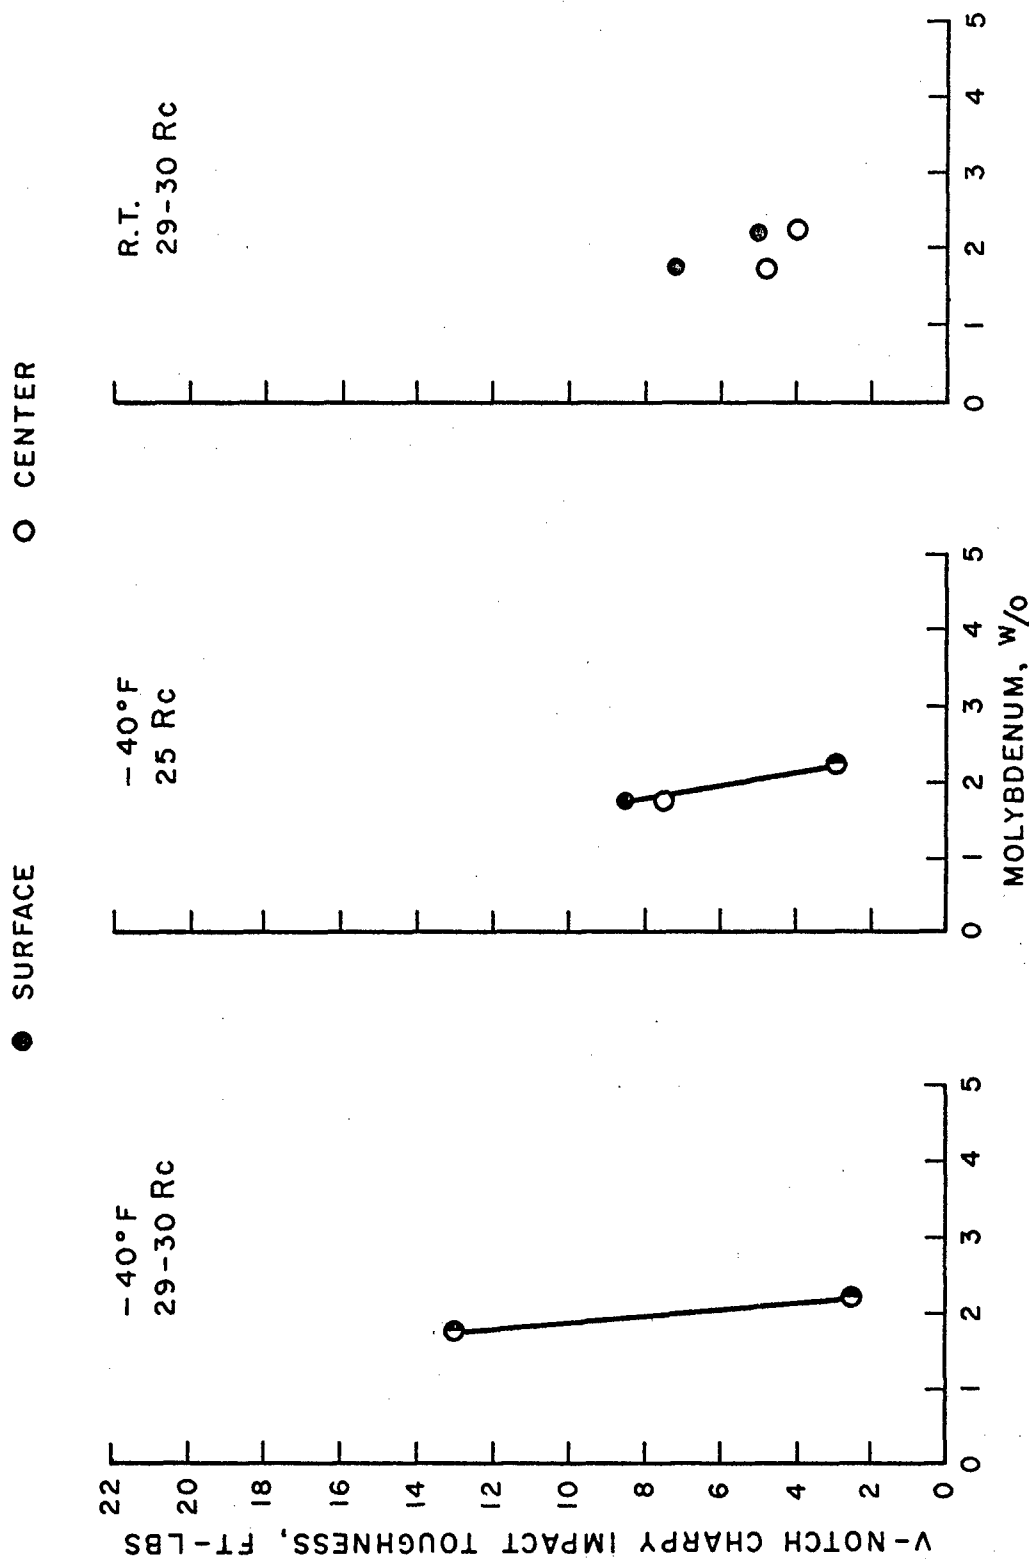 ● SURFACE O CENTER
-40°F
29-30 Rc
-40°F
25 Rc
R.T.
29-30 Rc
V-NOTCH CHARPY IMPACT TOUGHNESS, FT-LBS
22
20
18
16
14
12
10
8
6
4
2
0
0 1 2 3 4 5
0 1 2 3 4 5
0 1 2 3 4 5
MOLYBDENUM, W/o